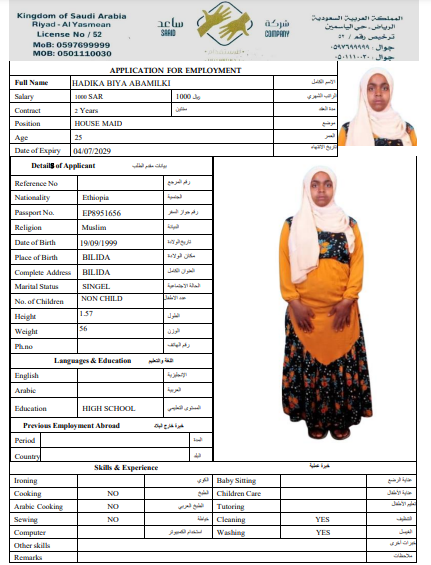 Kingdom of Saudi Arabia
Riyad - Al Yasmean
License No / 52
MoB: 0597699999
MOB: 0501110030
ساعد
SAAID
شركة
COMPANY
المملكة العربية السعودية
الرياض. حي الياسمين
ترخيص رقم / ٥٢
جوال: ٠٥٩٧٦٩٩٩٩٩
جوال: ٠٥٠١١١٠٠٣٠
APPLICATION FOR EMPLOYMENT
Full Name HADIKA BIYA ABAMILKI الاسم الكامل
Salary 1000 SAR 1000 ريال الراتب الشهري
Contract 2 Years سنتين مدة العقد
Position HOUSE MAID
Age 25 العمر
Date of Expiry 04/07/2029 تاريخ الانتهاء
Details of Applicant بيانات مقدم الطلب
Reference No رقم المرجع
Nationality Ethiopia الجنسية
Passport No. EP8951656 رقم جواز السفر
Religion Muslim الديانة
Date of Birth 19/09/1999 تاريخ الولادة
Place of Birth BILIDA مكان الولادة
Complete Address BILIDA العنوان الكامل
Marital Status SINGEL الحالة الاجتماعية
No. of Children NON CHILD عدد الاطفال
Height 1.57 الطول
Weight 56 الوزن
Ph.no رقم الهاتف
Languages & Education اللغة والتعليم
English الإنجليزية
Arabic العربية
Education HIGH SCHOOL المستوى التعليمي
Previous Employment Abroad خبرة خارج البلاد
Period المدة
Country البلد
Skills & Experience خبرة عملية
Ironing الكوي Baby Sitting عناية الرضع
Cooking NO الطبخ Children Care عناية الأطفال
Arabic Cooking NO الطبخ العربي Tutoring تعليم الأطفال
Sewing NO خياطة Cleaning YES التنظيف
Computer استخدام الكمبيوتر Washing YES الغسيل
Other skills خبرات أخرى
Remarks ملاحظات